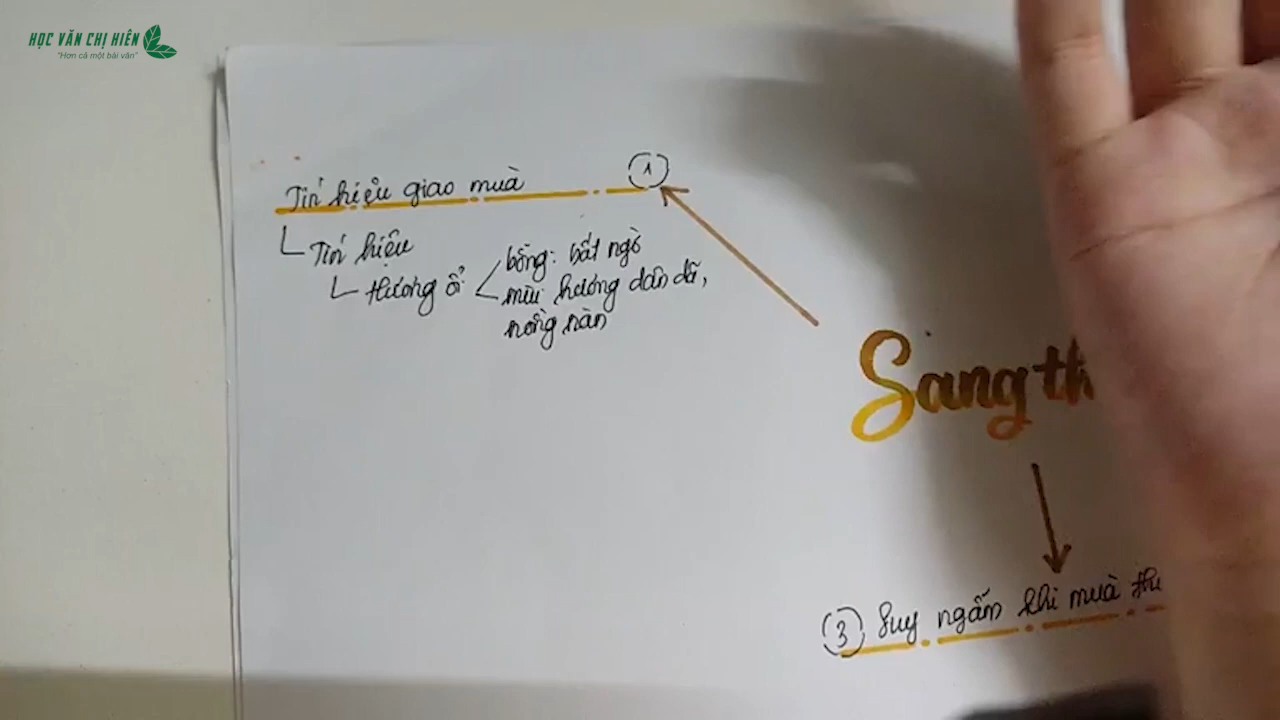 HỌC VĂN CHỊ HIÊN
"Hơn cả một bài văn"
1
Tín hiệu giao mùa
Tín hiệu
Hương ổi
bỗng: bất ngờ
mùi hương dân dã,
nồng nàn
Sang th
3 Suy ngẫm khi mùa thu